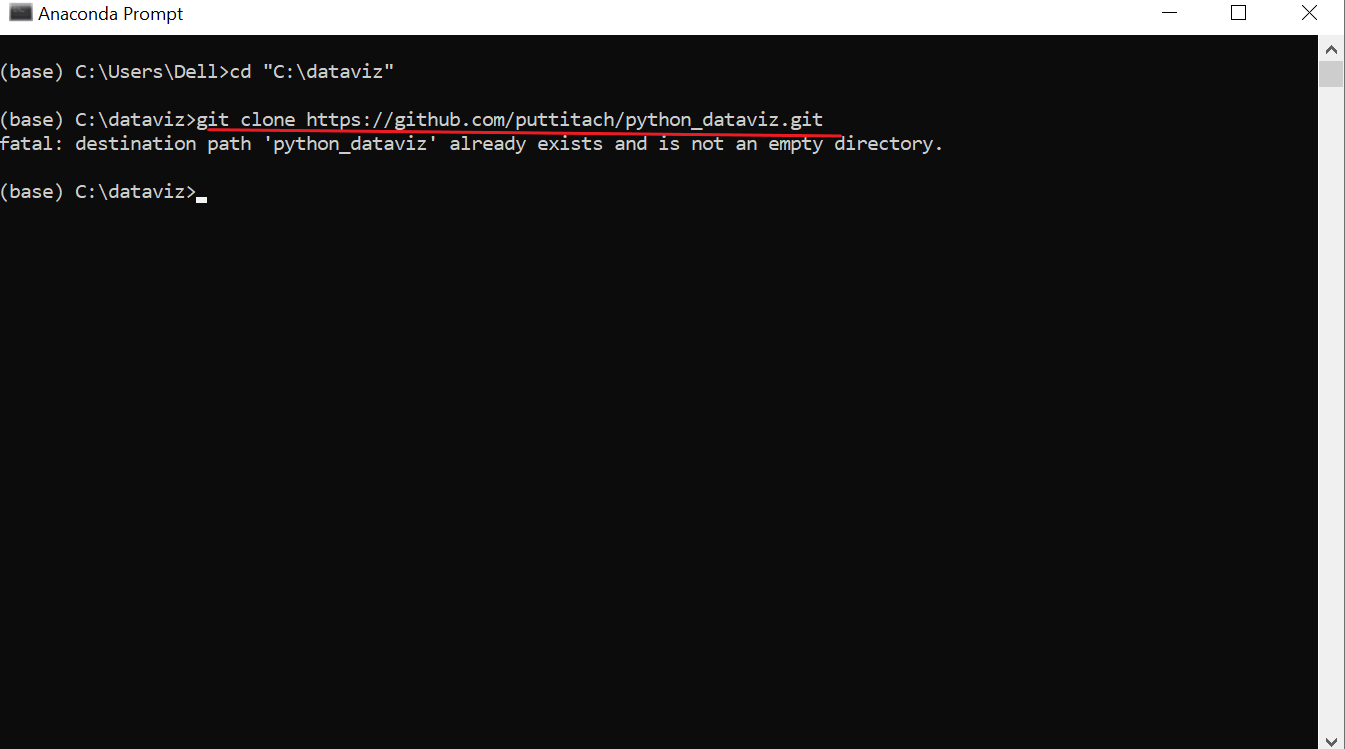 Anaconda Prompt
(base) C:\Users\Dell>cd "C:\dataviz"
(base) C:\dataviz>git clone https://github.com/puttitach/python_dataviz.git
fatal: destination path 'python_dataviz' already exists and is not an empty directory.
(base) C:\dataviz>